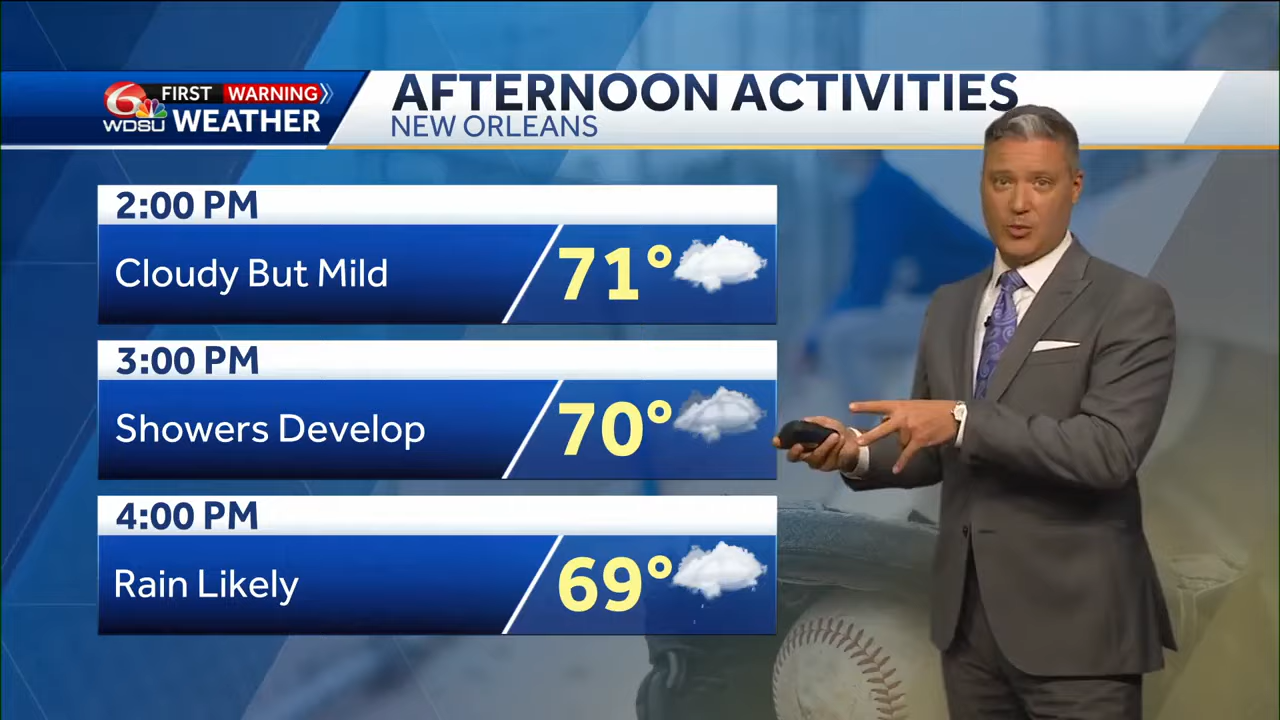 6
WDSU
FIRST WARNING
WEATHER
AFTERNOON ACTIVITIES
NEW ORLEANS
2:00 PM
Cloudy But Mild
71°
3:00 PM
Showers Develop
70°
4:00 PM
Rain Likely
69°